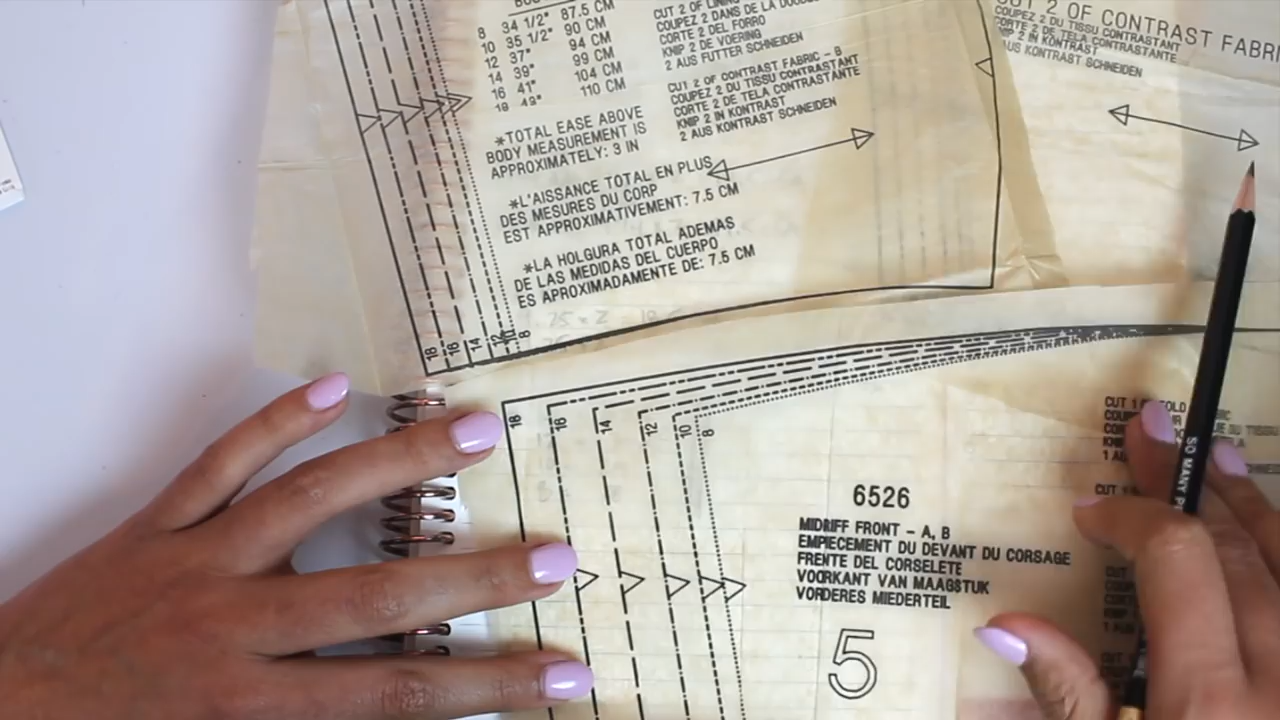 8 34 1/2" 87.5 CM
10 35 1/2" 90 CM
12 37" 94 CM
14 39" 99 CM
16 41" 104 CM
110 CM
CUT 2 OF LINING
COUPEZ 2 DANS DE LA
CORTE 2 DEL FORRO
KNIP 2 DE VOERING
2 AUS FUTTER SCHNEIDEN
CUT 2 OF CONTRAST FABRIC - B
COUPEZ 2 DU TISSU CONTRASTANT
CORTE 2 DE TELA CONTRASTANTE
KNIP 2 IN KONTRAST
2 AUS KONTRAST SCHNEIDEN
CUT 2 OF CONTRAST FABRI
COUPEZ 2 DU TISSU CONTRASTANT
CORTE 2 DE TELA CONTRASTANTE
KNIP 2 IN KONTRAST
AUS KONTRAST SCHNEIDEN
*TOTAL EASE ABOVE
BODY MEASUREMENT IS
APPROXIMATELY: 3 IN
*L'AISSANCE TOTAL EN PLUS
DES MESURES DU CORP
EST APPROXIMATIVEMENT: 7.5 CM
*LA HOLGURA TOTAL ADEMAS
DE LAS MEDIDAS DEL CUERPO
ES APROXIMADAMENTE DE: 7.5 CM
18 16 14 12 8
18 16 14 12 10 8
6526
MIDRIFF FRONT - A, B
EMPIECEMENT DU DEVANT DU CORSAGE
FRENTE DEL CORSELETE
VOORKANT VAN MAAGSTUK
VORDERES MIEDERTEIL
5
CUT 1
SO MANY